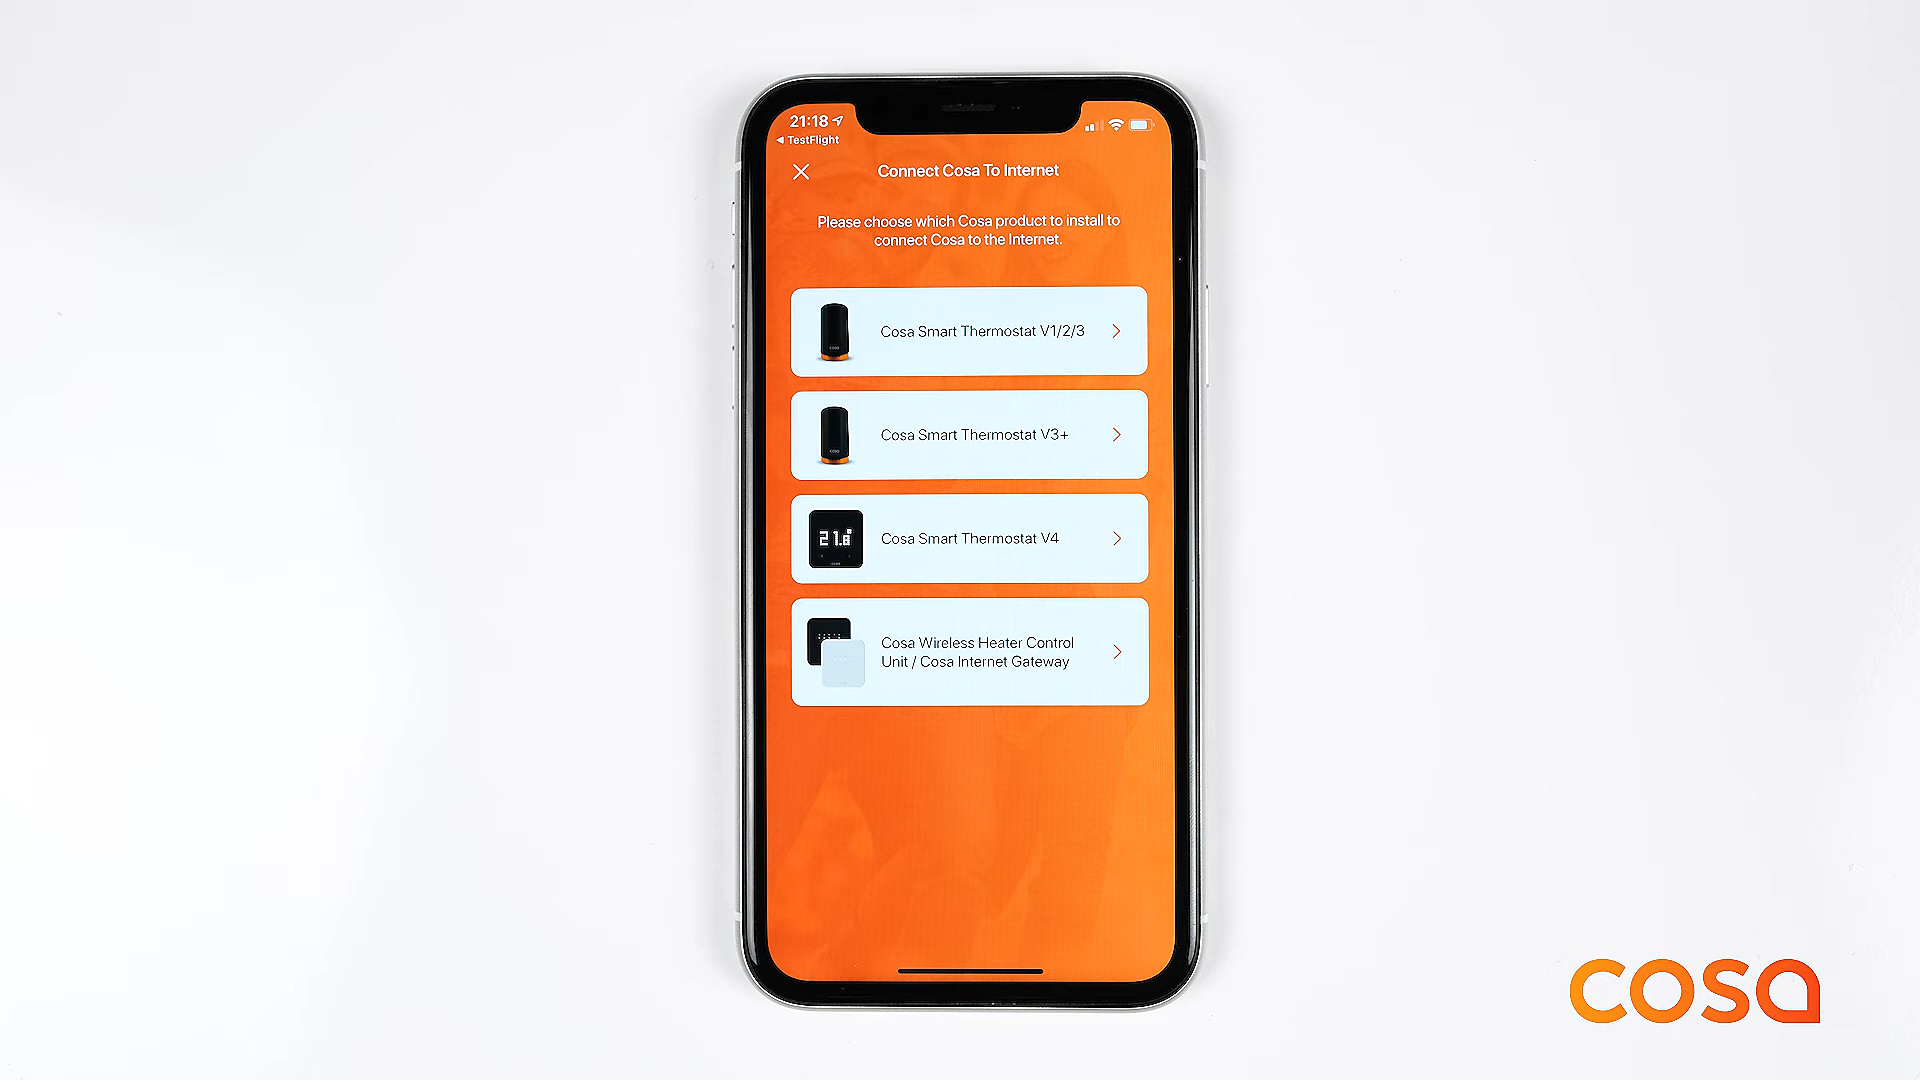 21:18
◀ TestFlight
Connect Cosa To Internet
Please choose which Cosa product to install to
connect Cosa to the Internet.
Cosa Smart Thermostat V1/2/3
Cosa Smart Thermostat V3+
21.8
Cosa Smart Thermostat V4
Cosa Wireless Heater Control
Unit / Cosa Internet Gateway
cosa